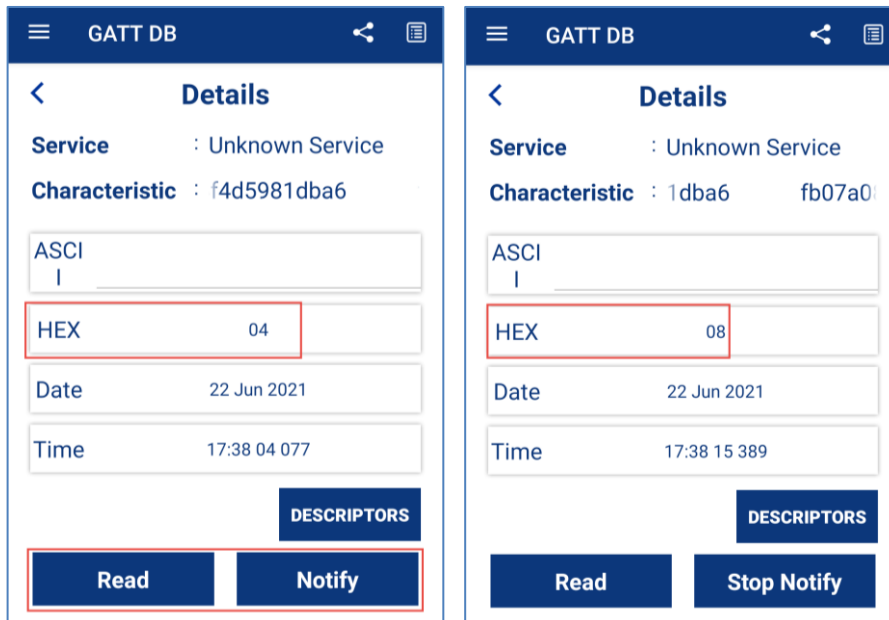 GATT DB
Details
Service : Unknown Service
Characteristic : f4d5981dba6
ASCI
I
HEX 04
Date 22 Jun 2021
Time 17:38 04 077
DESCRIPTORS
Read Notify
GATT DB
Details
Service : Unknown Service
Characteristic : 1dba6 fb07a0
ASCI
I
HEX 08
Date 22 Jun 2021
Time 17:38 15 389
DESCRIPTORS
Read Stop Notify